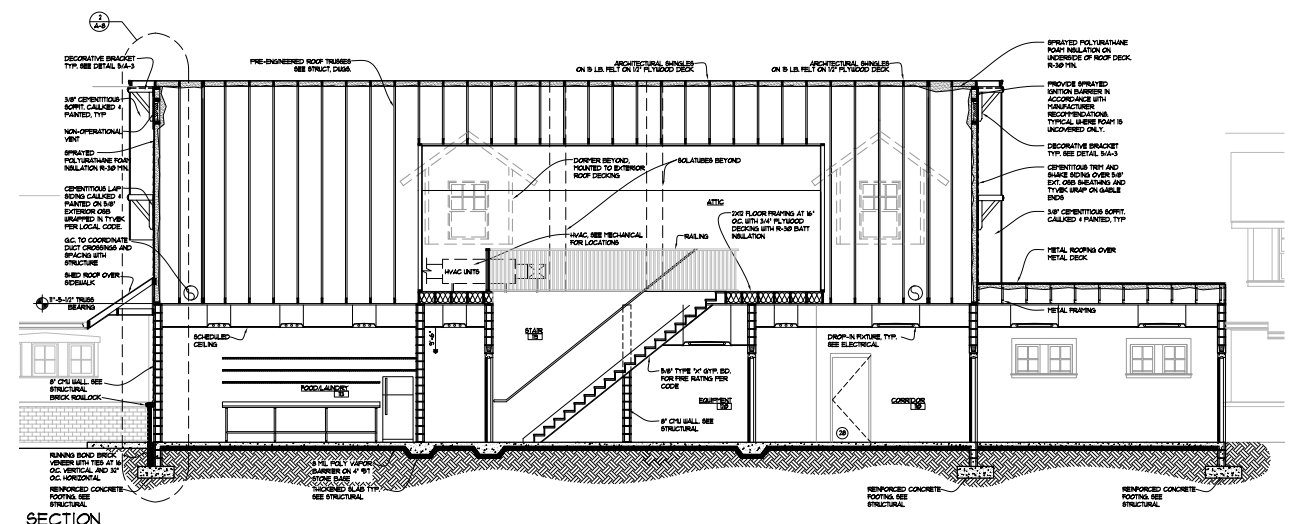 2
A-8
DECORATIVE BRACKET
TYP. SEE DETAIL 5/A-3
3/8" CEMENTITIOUS
SOFFIT. CAULKED &
PAINTED, TYP
NON-OPERATIONAL
VENT
SPRAYED
POLYURETHANE FOAM
INSULATION R-30 MIN.
CEMENTITIOUS LAP
SIDING CAULKED &
PAINTED ON 5/8"
EXTERIOR OSB
WRAPPED IN TYVEK
PER LOCAL CODE.
G.C. TO COORDINATE
DUCT CROSSINGS AND
SPACING WITH
STRUCTURE
SHED ROOF OVER
SIDEWALK
11'-5-1/2" TRUSS
BEARING
8" CMU WALL. SEE
STRUCTURAL
BRICK ROWLOCK
RUNNING BOND BRICK
VENEER WITH TIES AT 16
O.C. VERTICAL AND 32"
O.C. HORIZONTAL
REINFORCED CONCRETE
FOOTING. SEE
STRUCTURAL
SECTION
PRE-ENGINEERED ROOF TRUSSES
SEE STRUCT. DWGS.
ARCHITECTURAL SHINGLES
ON 15 LB. FELT ON 1/2" PLYWOOD DECK
ARCHITECTURAL SHINGLES
ON 15 LB. FELT ON 1/2" PLYWOOD DECK
DORMER BEYOND,
MOUNTED TO EXTERIOR
ROOF DECKING
SOLATUBES BEYOND
ATTIC
2X12 FLOOR FRAMING AT 16"
O.C. WITH 3/4" PLYWOOD
DECKING WITH R-30 BATT
INSULATION
HVAC, SEE MECHANICAL
FOR LOCATIONS
RAILING
HVAC UNITS
SCHEDULED
CEILING
STAIR
FOOD/LAUNDRY
13
5/8" TYPE "X" GYP. BD.
FOR FIRE RATING PER
CODE
EQUIPMENT
8" CMU WALL. SEE
STRUCTURAL
DROP-IN FIXTURE, TYP.
SEE ELECTRICAL
CORRIDOR
28
6 MIL POLY VAPOR
BARRIER ON 4" #57
STONE BASE
THICKENED SLAB TYP.
SEE STRUCTURAL
REINFORCED CONCRETE
FOOTING. SEE
STRUCTURAL
REINFORCED CONCRETE
FOOTING. SEE
STRUCTURAL
SPRAYED POLYURETHANE
FOAM INSULATION ON
UNDERSIDE OF ROOF DECK.
R-30 MIN.
PROVIDE SPRAYED
IGNITION BARRIER IN
ACCORDANCE WITH
MANUFACTURER
RECOMMENDATIONS.
TYPICAL WHERE FOAM IS
UNCOVERED ONLY.
DECORATIVE BRACKET
TYP. SEE DETAIL 5/A-3
CEMENTITIOUS TRIM AND
SHAKE SIDING OVER 5/8"
EXT. OSB SHEATHING AND
TYVEK WRAP ON GABLE
ENDS
3/8" CEMENTITIOUS SOFFIT.
CAULKED & PAINTED, TYP
METAL ROOFING OVER
METAL DECK
METAL FRAMING